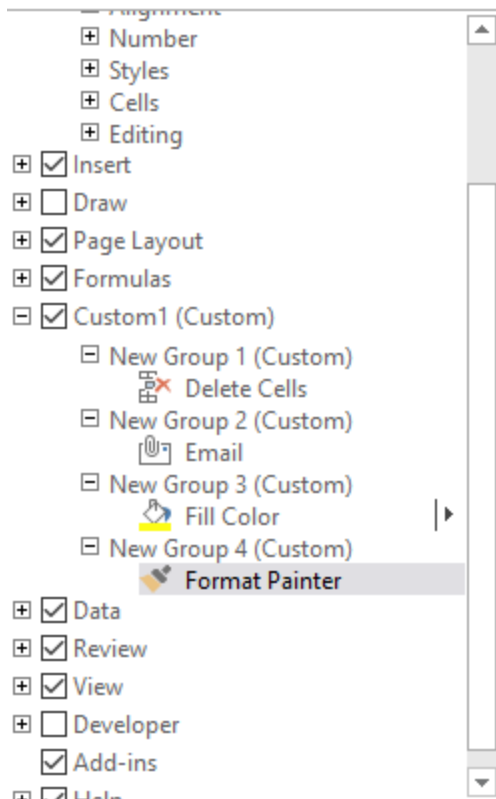 Alignment
Number
Styles
Cells
Editing
Insert
Draw
Page Layout
Formulas
Custom1 (Custom)
New Group 1 (Custom)
Delete Cells
New Group 2 (Custom)
Email
New Group 3 (Custom)
Fill Color
New Group 4 (Custom)
Format Painter
Data
Review
View
Developer
Add-ins
Help